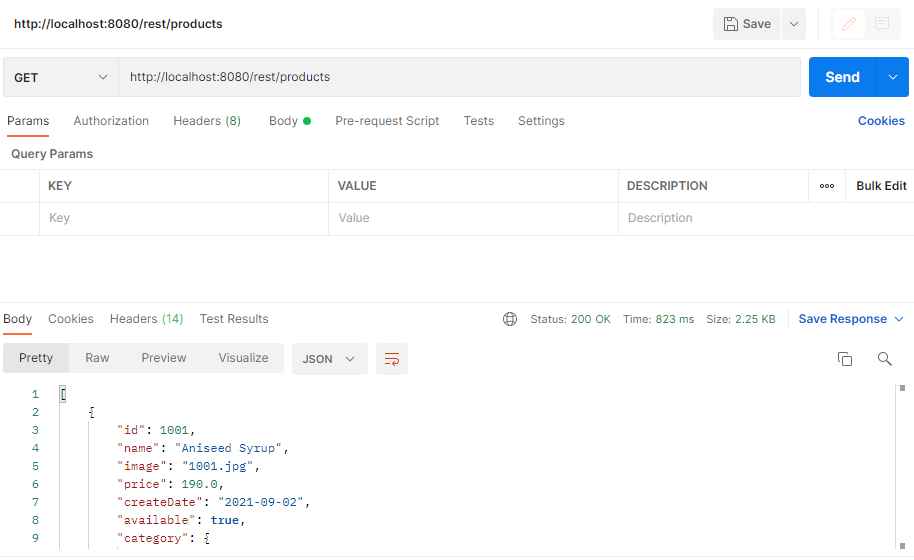 http://localhost:8080/rest/products Save
GET http://localhost:8080/rest/products Send
Params Authorization Headers (8) Body Pre-request Script Tests Settings Cookies
Query Params
KEY VALUE DESCRIPTION ooo Bulk Edit
Key Value Description
Body Cookies Headers (14) Test Results Status: 200 OK Time: 823 ms Size: 2.25 KB Save Response
Pretty Raw Preview Visualize JSON
1 [
2 {
3 "id": 1001,
4 "name": "Aniseed Syrup",
5 "image": "1001.jpg",
6 "price": 190.0,
7 "createDate": "2021-09-02",
8 "available": true,
9 "category": {